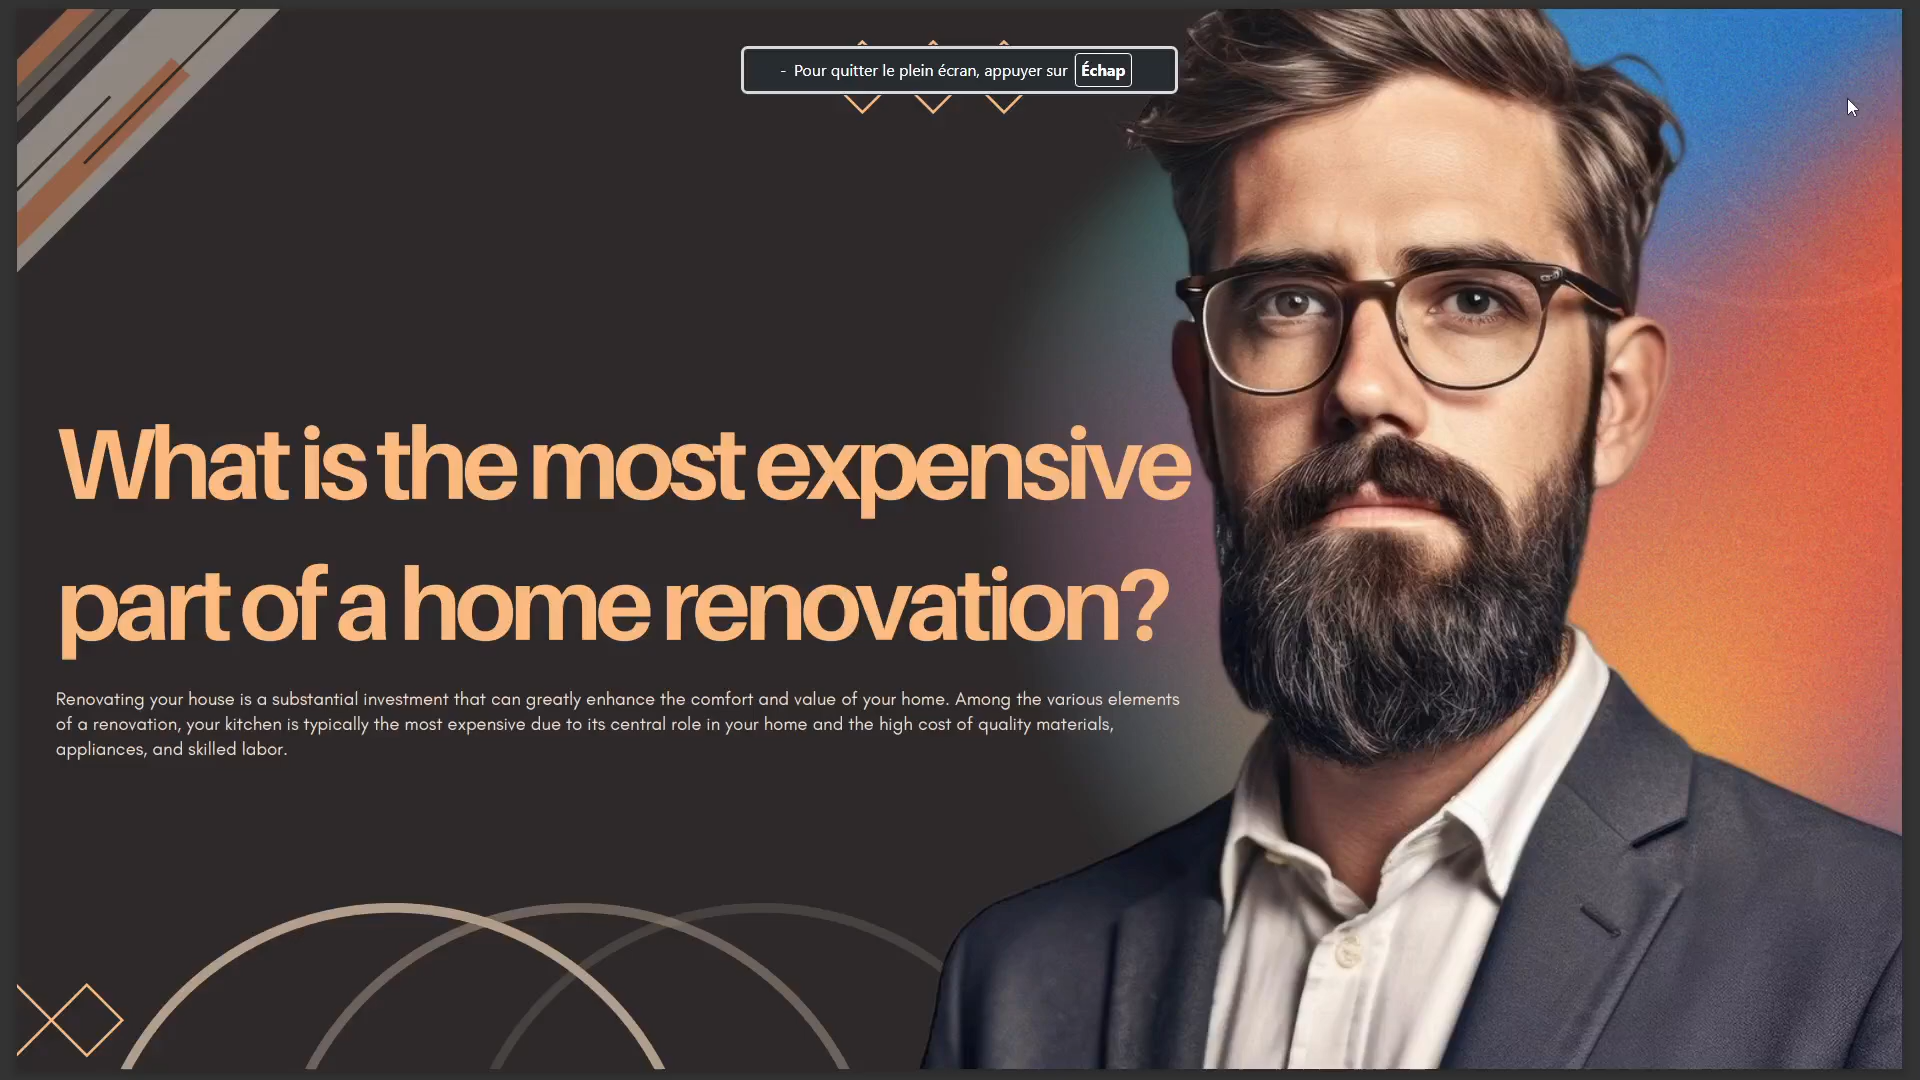 - Pour quitter le plein écran, appuyer sur Échap
What is the most expensive
part of a home renovation?
Renovating your house is a substantial investment that can greatly enhance the comfort and value of your home. Among the various elements
of a renovation, your kitchen is typically the most expensive due to its central role in your home and the high cost of quality materials,
appliances, and skilled labor.